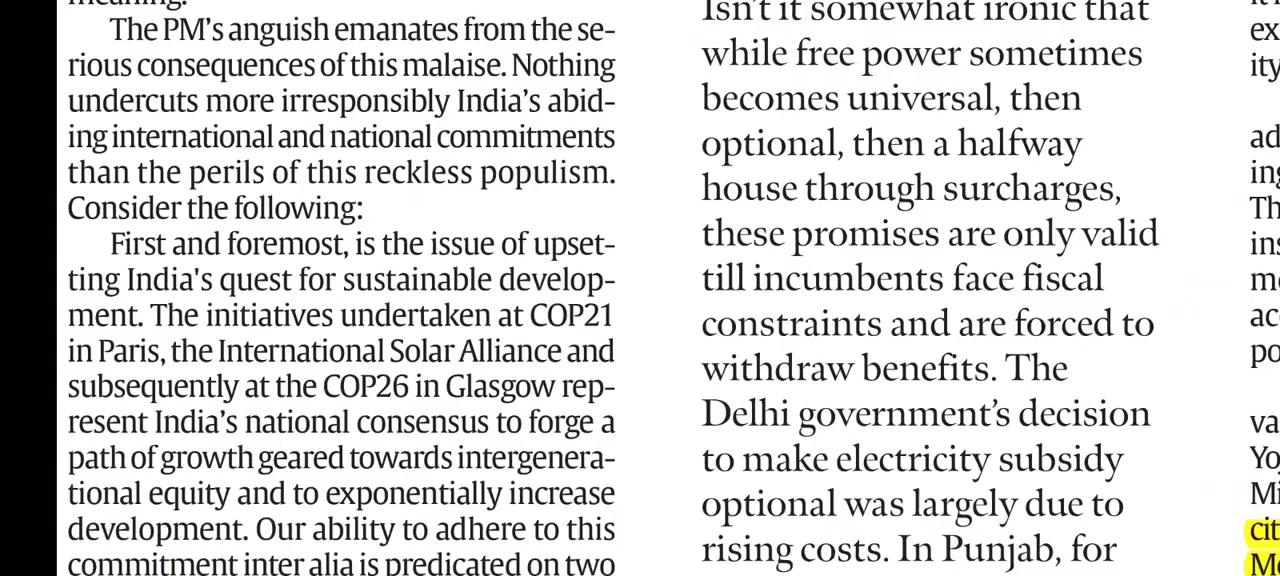 The PM's anguish emanates from the se-
rious consequences of this malaise. Nothing
undercuts more irresponsibly India's abid-
ing international and national commitments
than the perils of this reckless populism.
Consider the following:
First and foremost, is the issue of upset-
ting India's quest for sustainable develop-
ment. The initiatives undertaken at COP21
in Paris, the International Solar Alliance and
subsequently at the COP26 in Glasgow rep-
resent India's national consensus to forge a
path of growth geared towards intergenera-
tional equity and to exponentially increase
development. Our ability to adhere to this
commitment inter alia is predicated on two
Isn't it somewhat ironic that
while free power sometimes
becomes universal, then
optional, then a halfway
house through surcharges,
these promises are only valid
till incumbents face fiscal
constraints and are forced to
withdraw benefits. The
Delhi government's decision
to make electricity subsidy
optional was largely due to
rising costs. In Punjab, for